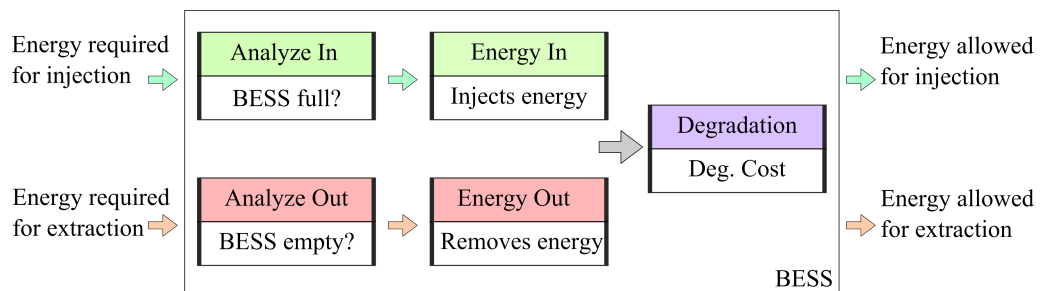 Energy required
for injection
Analyze In
BESS full?
Energy In
Injects energy
Energy allowed
for injection
Degradation
Deg. Cost
Energy required
for extraction
Analyze Out
BESS empty?
Energy Out
Removes energy
Energy allowed
for extraction
BESS